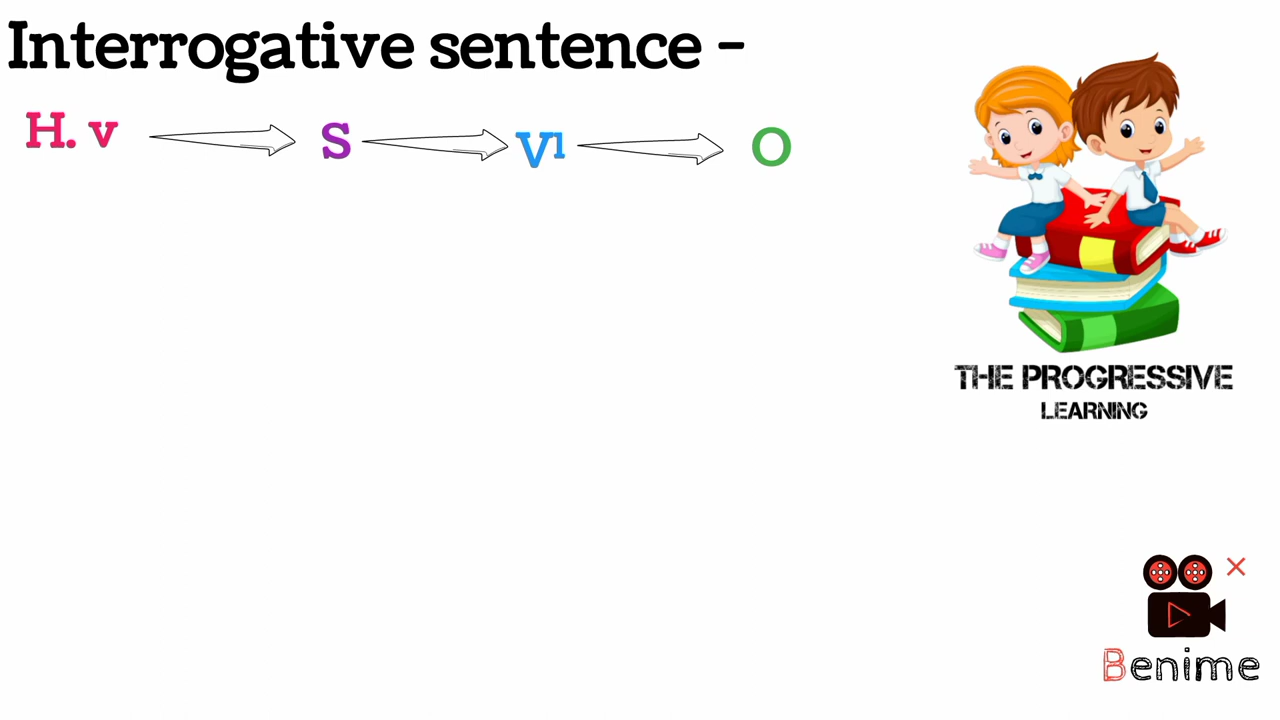 Interrogative sentence -
H. v S V1 O
THE PROGRESSIVE
LEARNING
Benime